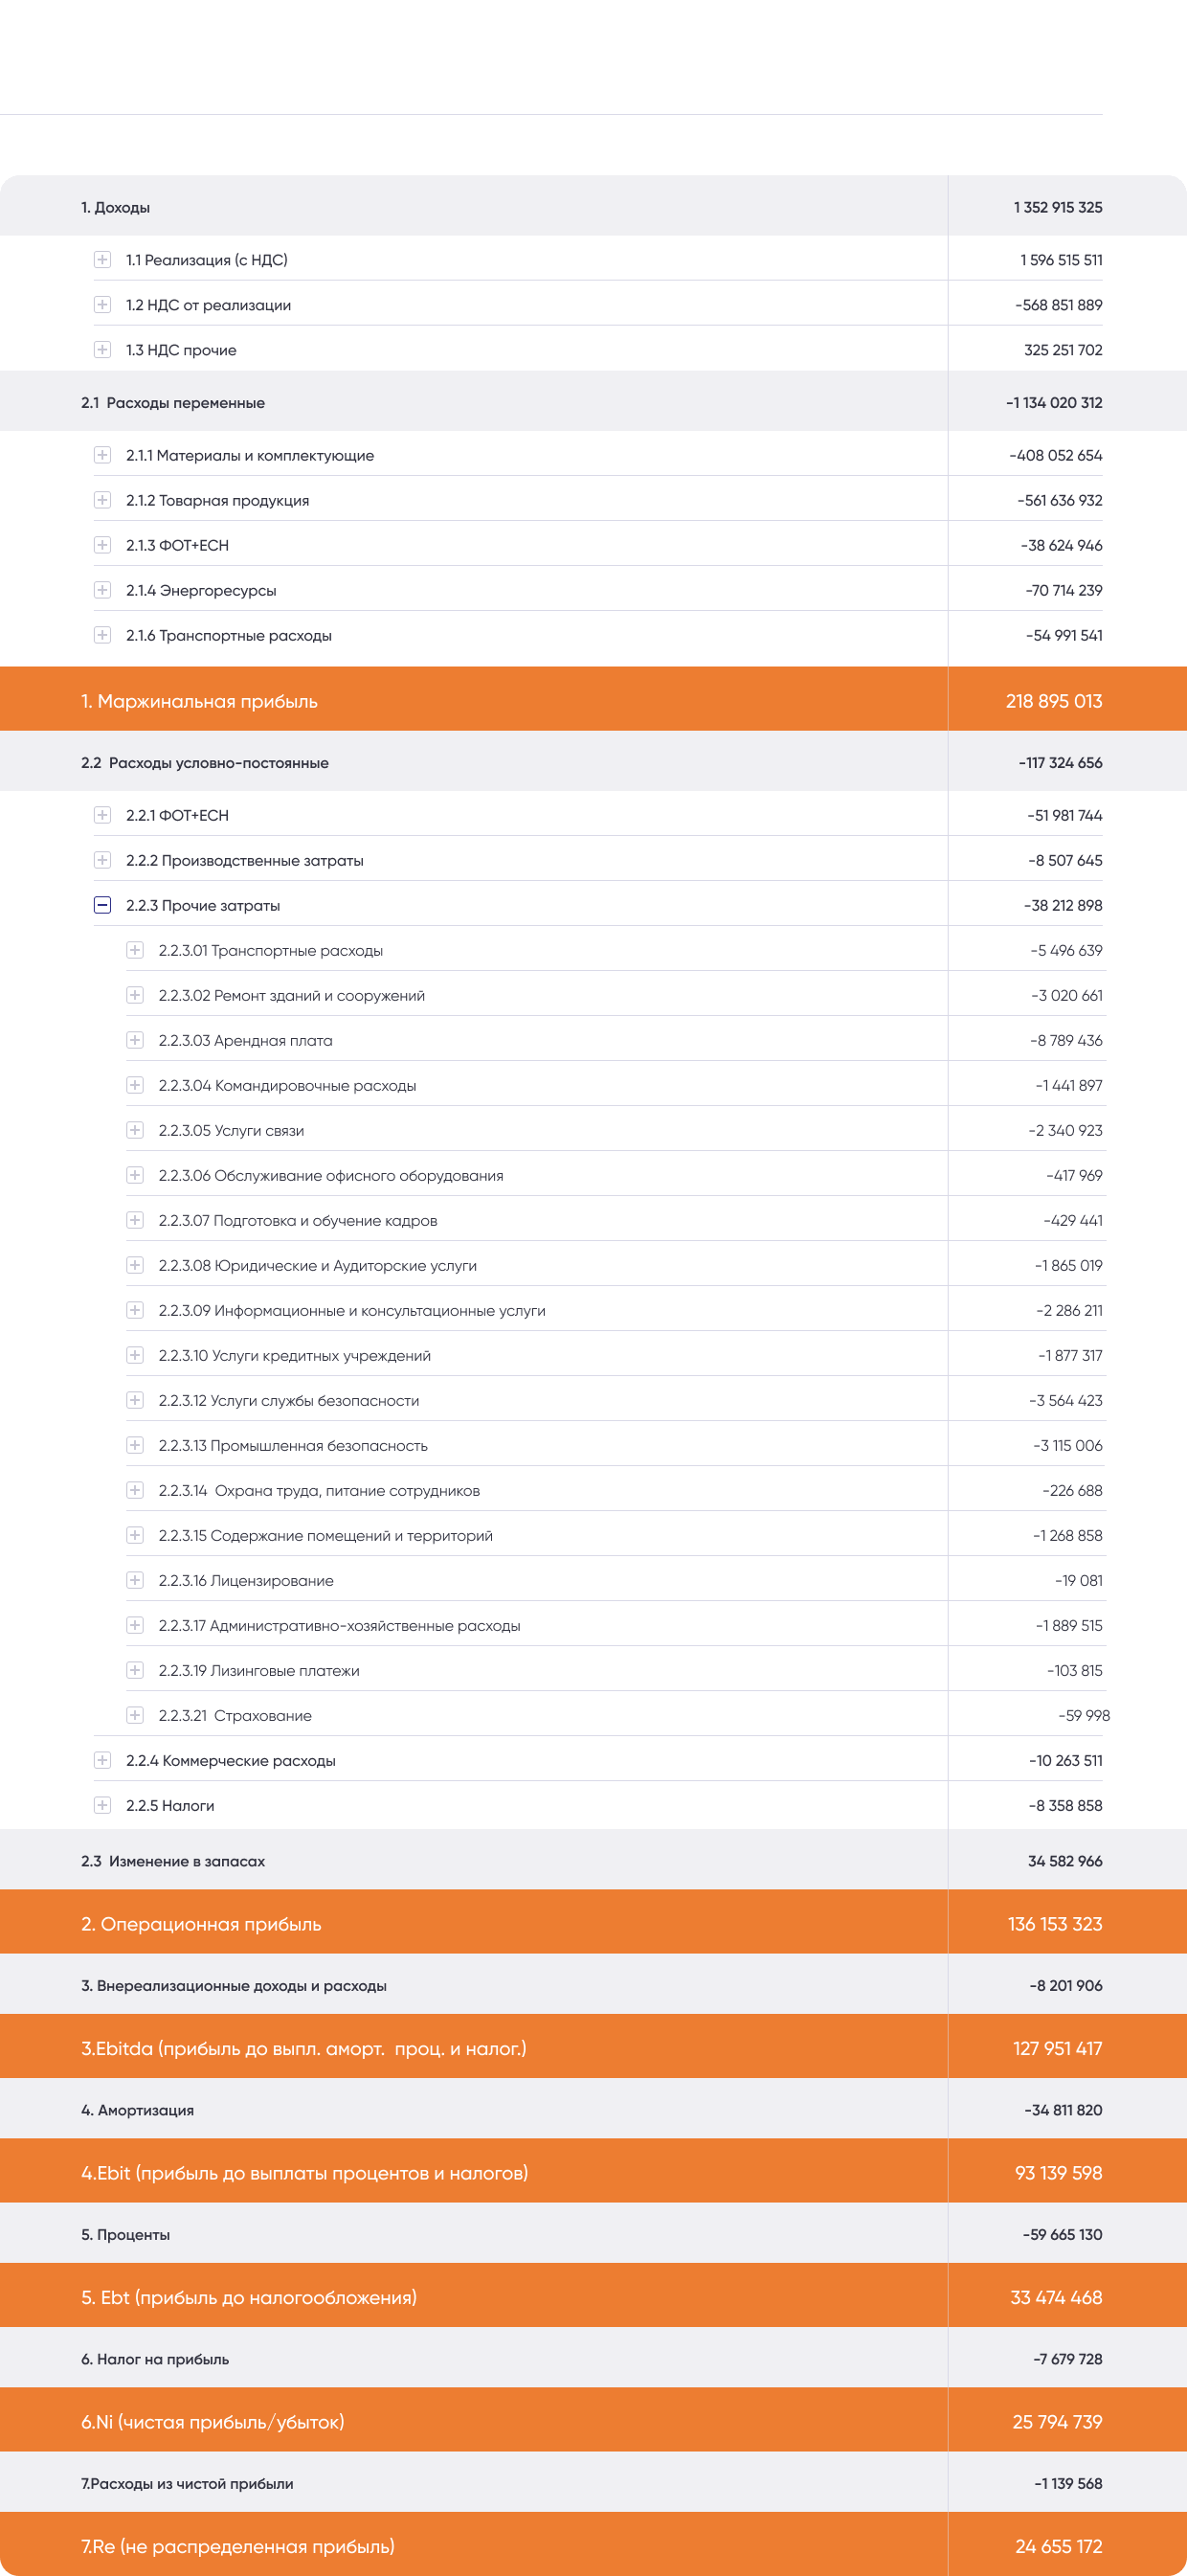 1. Доходы 1 352 915 325
1.1 Реализация (с НДС) 1 596 515 511
1.2 НДС от реализации -568 851 889
1.3 НДС прочие 325 251 702
2.1 Расходы переменные -1 134 020 312
2.1.1 Материалы и комплектующие -408 052 654
2.1.2 Товарная продукция -561 636 932
2.1.3 ФОТ+ЕСН -38 624 946
2.1.4 Энергоресурсы -70 714 239
2.1.6 Транспортные расходы -54 991 541
1. Маржинальная прибыль 218 895 013
2.2 Расходы условно-постоянные -117 324 656
2.2.1 ФОТ+ЕСН -51 981 744
2.2.2 Производственные затраты -8 507 645
2.2.3 Прочие затраты -38 212 898
2.2.3.01 Транспортные расходы -5 496 639
2.2.3.02 Ремонт зданий и сооружений -3 020 661
2.2.3.03 Арендная плата -8 789 436
2.2.3.04 Командировочные расходы -1 441 897
2.2.3.05 Услуги связи -2 340 923
2.2.3.06 Обслуживание офисного оборудования -417 969
2.2.3.07 Подготовка и обучение кадров -429 441
2.2.3.08 Юридические и Аудиторские услуги -1 865 019
2.2.3.09 Информационные и консультационные услуги -2 286 211
2.2.3.10 Услуги кредитных учреждений -1 877 317
2.2.3.12 Услуги службы безопасности -3 564 423
2.2.3.13 Промышленная безопасность -3 115 006
2.2.3.14 Охрана труда, питание сотрудников -226 688
2.2.3.15 Содержание помещений и территорий -1 268 858
2.2.3.16 Лицензирование -19 081
2.2.3.17 Административно-хозяйственные расходы -1 889 515
2.2.3.19 Лизинговые платежи -103 815
2.2.3.21 Страхование -59 998
2.2.4 Коммерческие расходы -10 263 511
2.2.5 Налоги -8 358 858
2.3 Изменение в запасах 34 582 966
2. Операционная прибыль 136 153 323
3. Внереализационные доходы и расходы -8 201 906
3.Ebitda (прибыль до выпл. аморт. проц. и налог.) 127 951 417
4. Амортизация -34 811 820
4.Ebit (прибыль до выплаты процентов и налогов) 93 139 598
5. Проценты -59 665 130
5. Ebt (прибыль до налогообложения) 33 474 468
6. Налог на прибыль -7 679 728
6.Ni (чистая прибыль/убыток) 25 794 739
7.Расходы из чистой прибыли -1 139 568
7.Re (не распределенная прибыль) 24 655 172